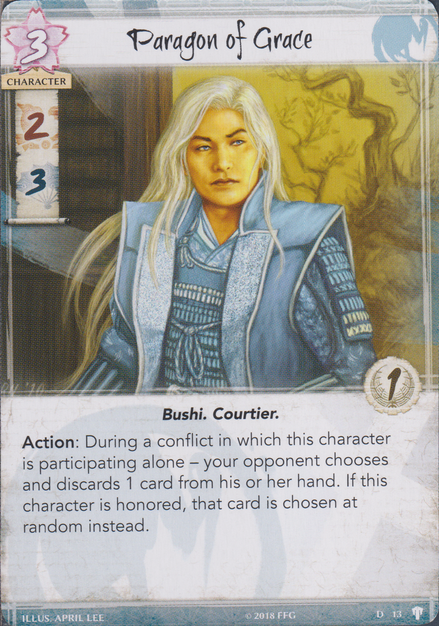 3
Paragon of Grace
CHARACTER
2
3
1
Bushi. Courtier.
Action: During a conflict in which this character
is participating alone – your opponent chooses
and discards 1 card from his or her hand. If this
character is honored, that card is chosen at
random instead.
ILLUS. APRIL LEE © 2018 FFG D 13